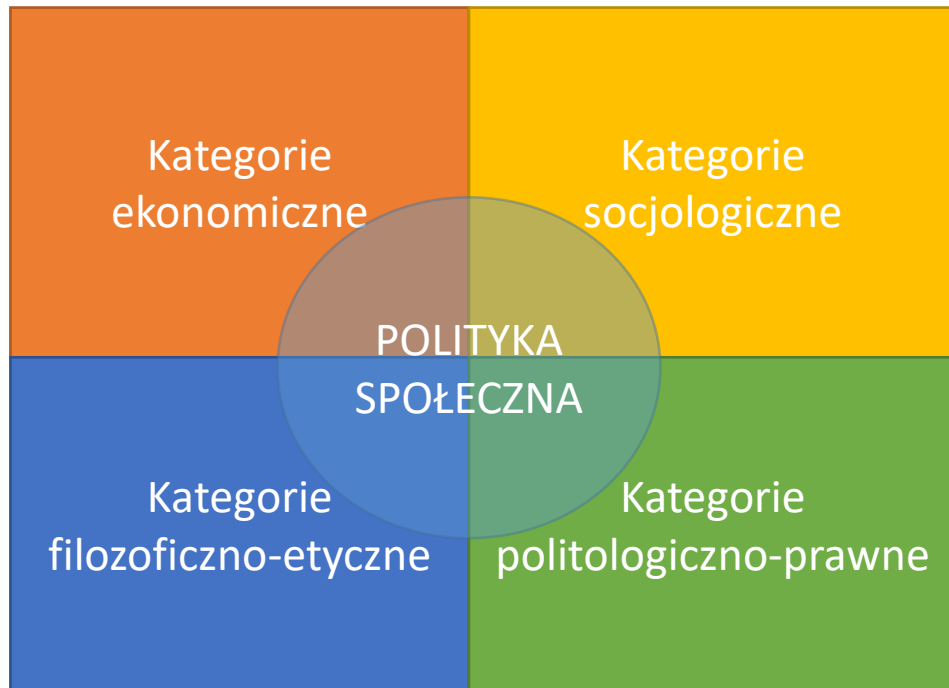 Kategorie
ekonomiczne
Kategorie
socjologiczne
POLITYKA
SPOŁECZNA
Kategorie
filozoficzno-etyczne
Kategorie
politologiczno-prawne